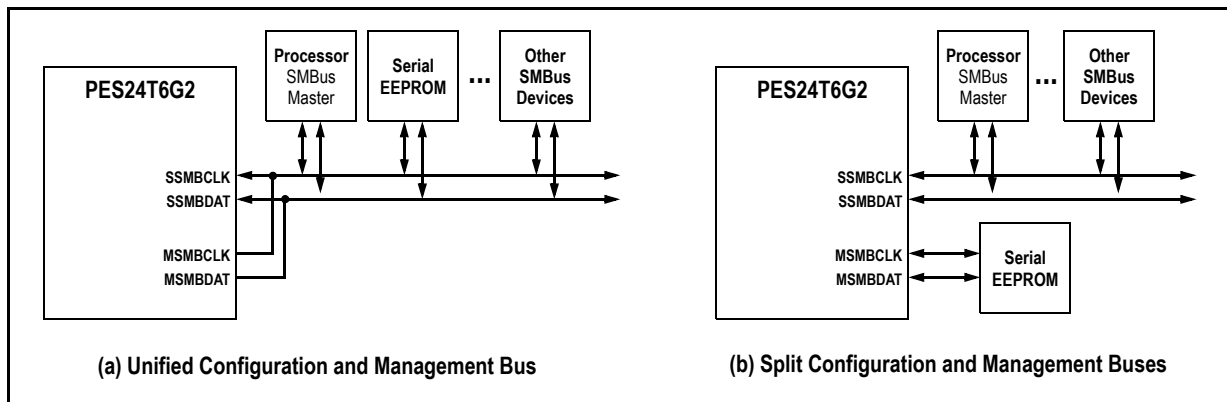 PES24T6G2
Processor
SMBus
Master
Serial
EEPROM
...
Other
SMBus
Devices
SSMBCLK
SSMBDAT
MSMBCLK
MSMBDAT
(a) Unified Configuration and Management Bus
PES24T6G2
Processor
SMBus
Master
...
Other
SMBus
Devices
SSMBCLK
SSMBDAT
MSMBCLK
MSMBDAT
Serial
EEPROM
(b) Split Configuration and Management Buses